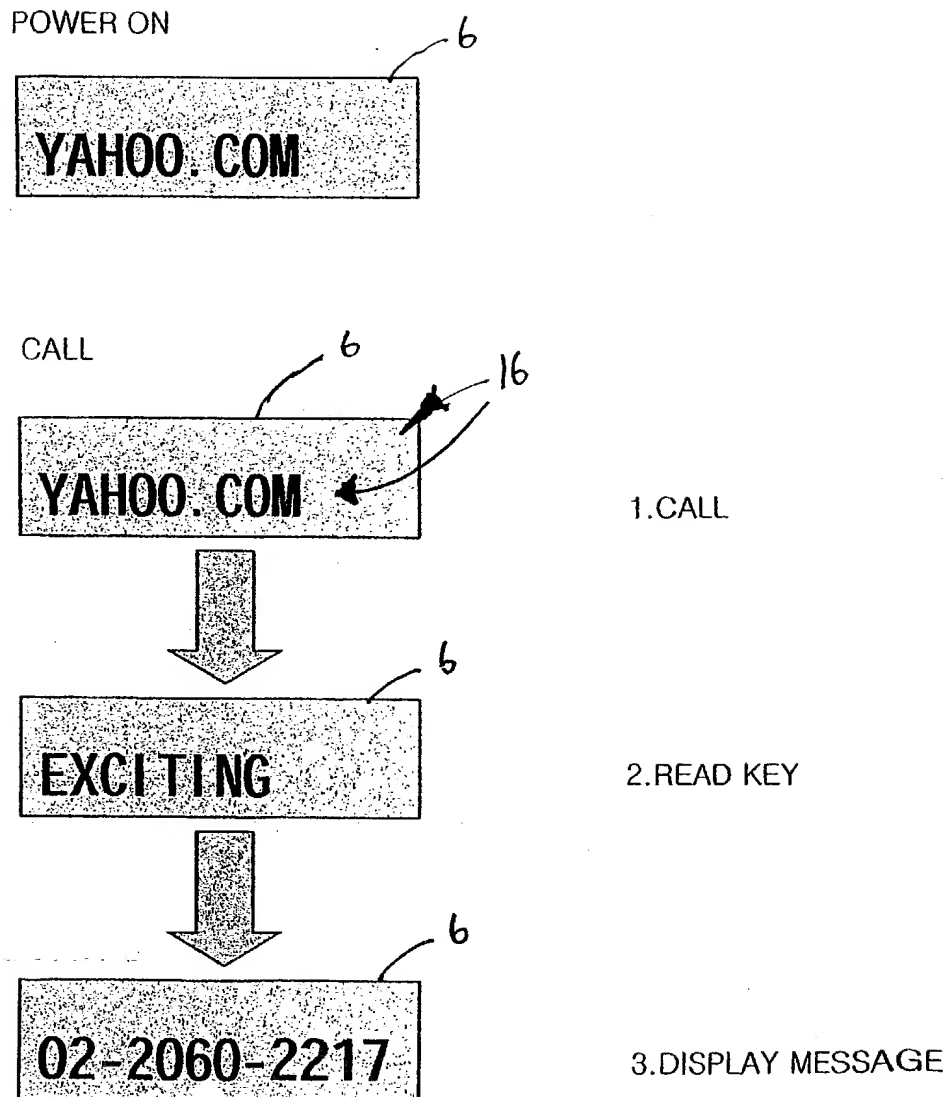 POWER ON
6
YAHOO.COM
CALL
6
16
YAHOO.COM
1.CALL
6
EXCITING
2.READ KEY
6
02-2060-2217
3.DISPLAY MESSAGE